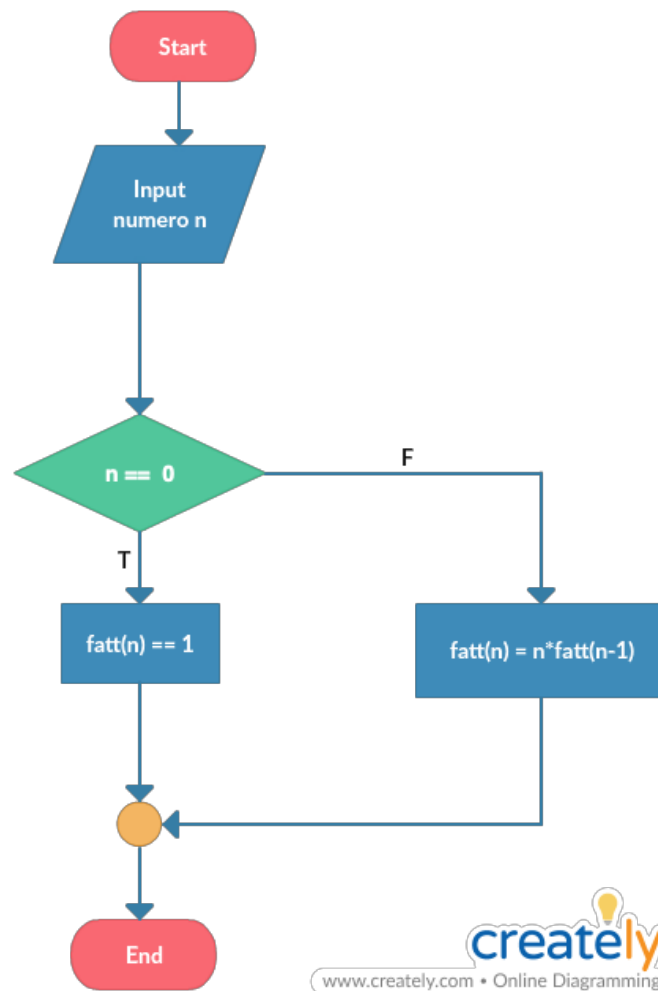 Start
Input
numero n
n == 0
F
T
fatt(n) == 1
fatt(n) = n*fatt(n-1)
End
creately
www.creately.com • Online Diagramming